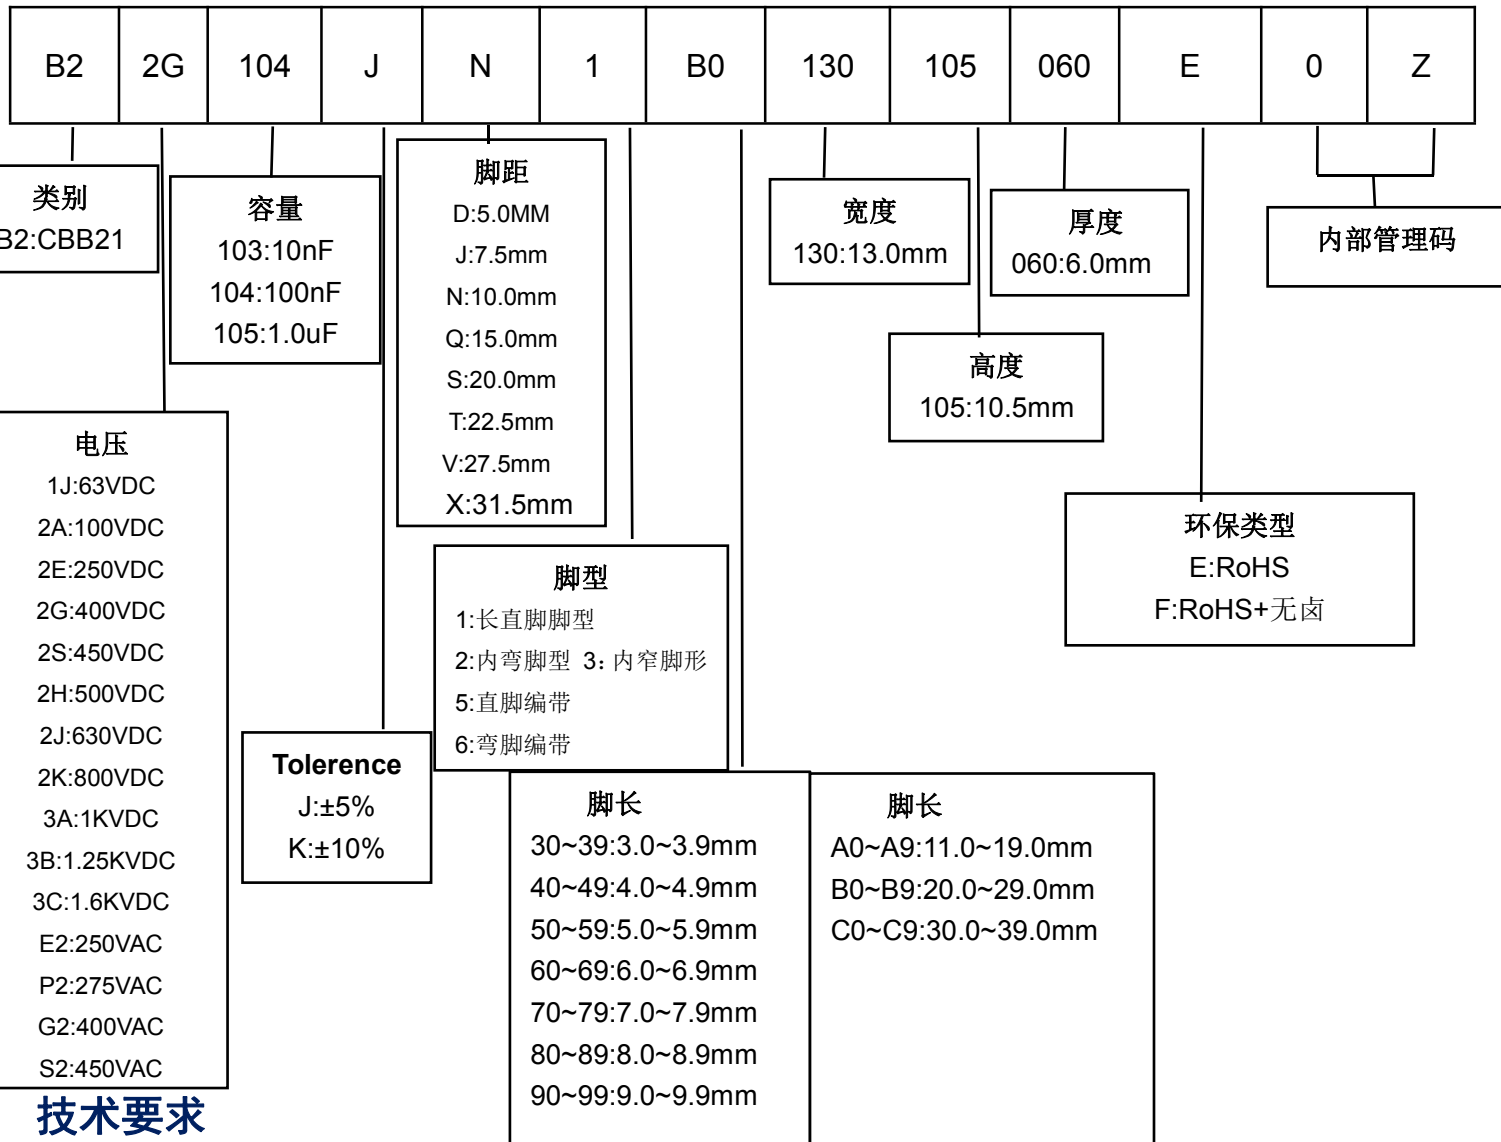 B2 2G 104 J N 1 B0 130 105 060 E 0 Z
类别
B2:CBB21
容量
103:10nF
104:100nF
105:1.0uF
脚距
D:5.0MM
J:7.5mm
N:10.0mm
Q:15.0mm
S:20.0mm
T:22.5mm
V:27.5mm
X:31.5mm
宽度
130:13.0mm
厚度
060:6.0mm
内部管理码
高度
105:10.5mm
电压
1J:63VDC
2A:100VDC
2E:250VDC
2G:400VDC
2S:450VDC
2H:500VDC
2J:630VDC
2K:800VDC
3A:1KVDC
3B:1.25KVDC
3C:1.6KVDC
E2:250VAC
P2:275VAC
G2:400VAC
S2:450VAC
环保类型
E:RoHS
F:RoHS+无卤
脚型
1:长直脚脚型
2:内弯脚型 3: 内窄脚形
5:直脚编带
6:弯脚编带
Tolerence
J:±5%
K:±10%
脚长
30~39:3.0~3.9mm
40~49:4.0~4.9mm
50~59:5.0~5.9mm
60~69:6.0~6.9mm
70~79:7.0~7.9mm
80~89:8.0~8.9mm
90~99:9.0~9.9mm
脚长
A0~A9:11.0~19.0mm
B0~B9:20.0~29.0mm
C0~C9:30.0~39.0mm
技术要求